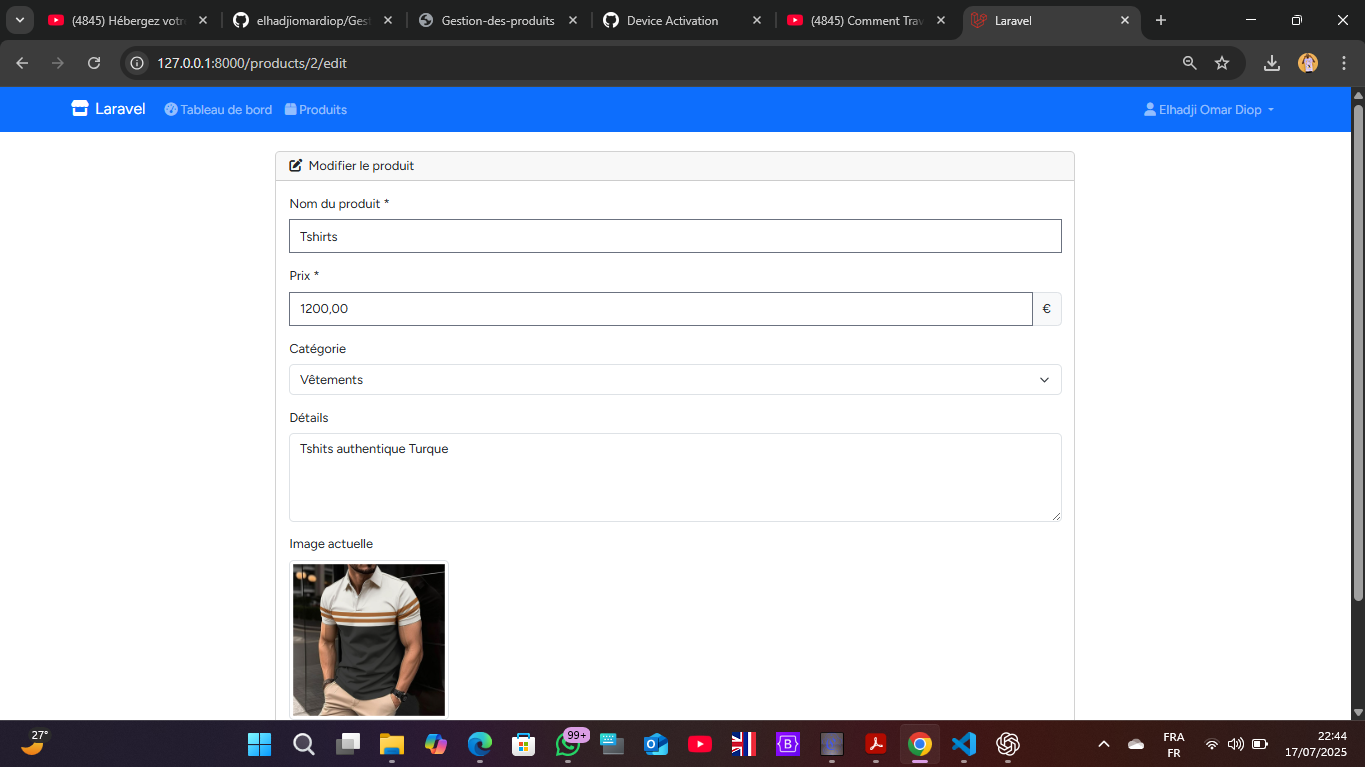 (4845) Hébergez votr
elhadjiomardiop/Gest
Gestion-des-produits
Device Activation
(4845) Comment Trav
Laravel
127.0.0.1:8000/products/2/edit
Laravel
Tableau de bord
Produits
Elhadji Omar Diop
Modifier le produit
Nom du produit *
Tshirts
Prix *
1200,00
€
Catégorie
Vêtements
Détails
Tshits authentique Turque
Image actuelle
27°
99+
FRA
FR
22:44
17/07/2025